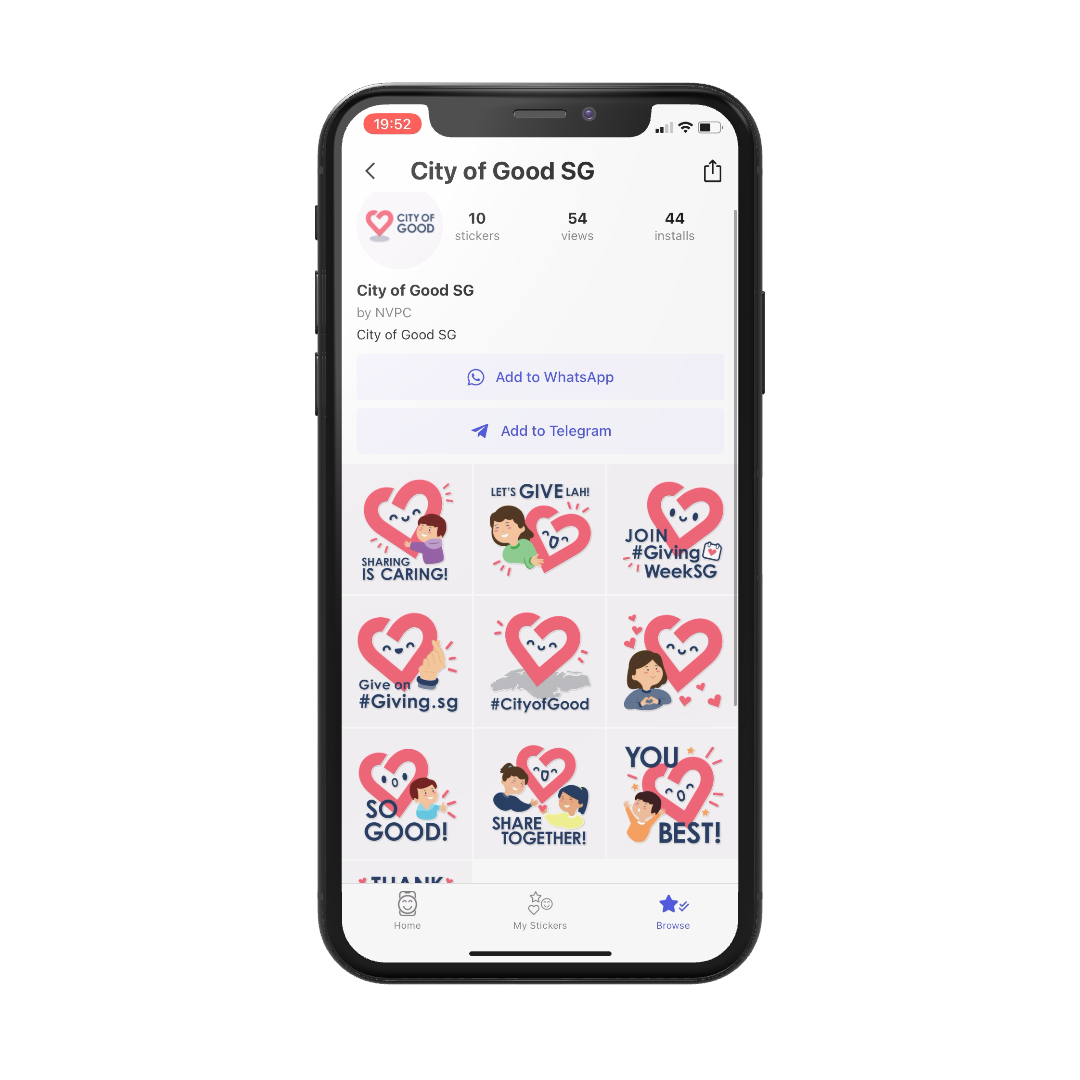 19:52
City of Good SG
CITY OF
GOOD
10
stickers
54
views
44
installs
City of Good SG
by NVPC
City of Good SG
Add to WhatsApp
Add to Telegram
SHARING
IS CARING!
LET'S GIVE LAH!
JOIN
#Giving
WeekSG
Give on
#Giving.sg
#CityofGood
SO
GOOD!
SHARE
TOGETHER!
YOU
BEST!
THANK
Home
My Stickers
Browse